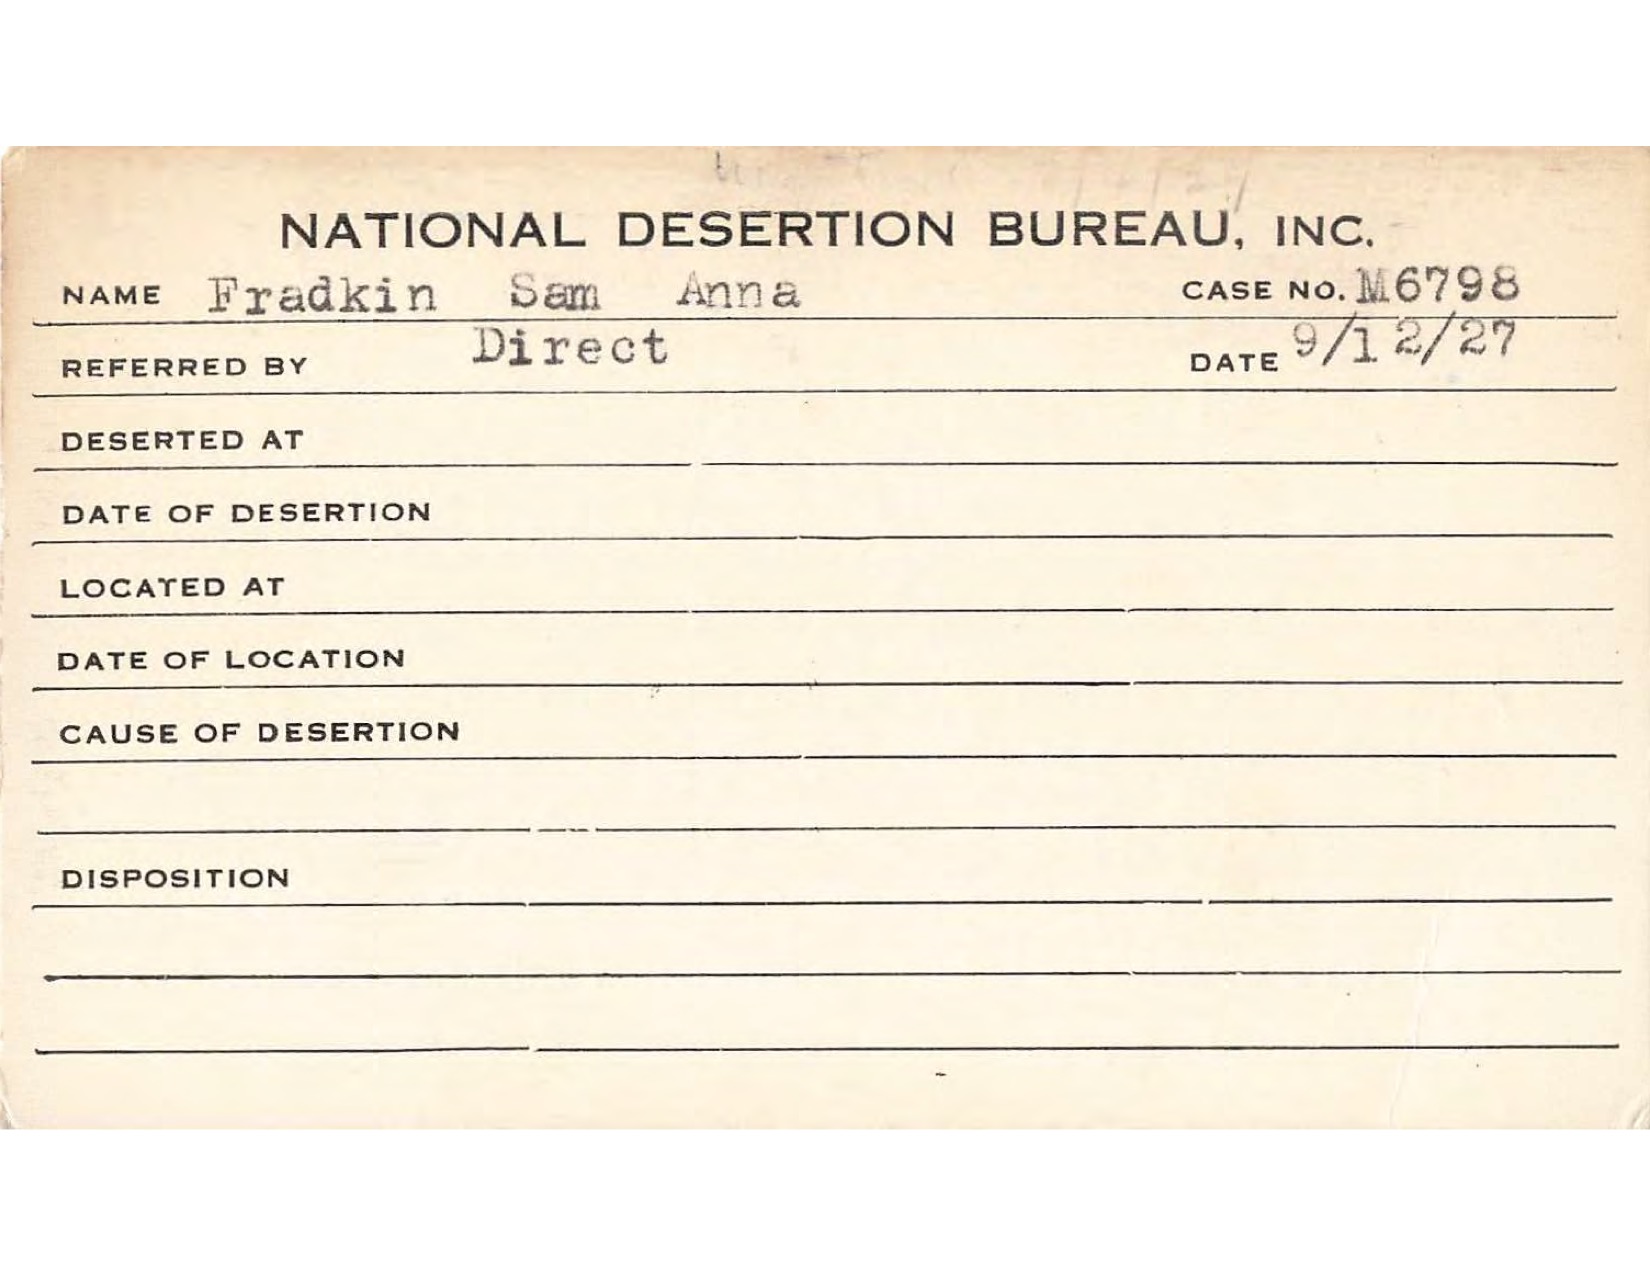 NATIONAL DESERTION BUREAU, INC.
NAME Fradkin Sam Anna CASE NO. M6798
REFERRED BY Direct DATE 9/12/27
DESERTED AT
DATE OF DESERTION
LOCATED AT
DATE OF LOCATION
CAUSE OF DESERTION
DISPOSITION